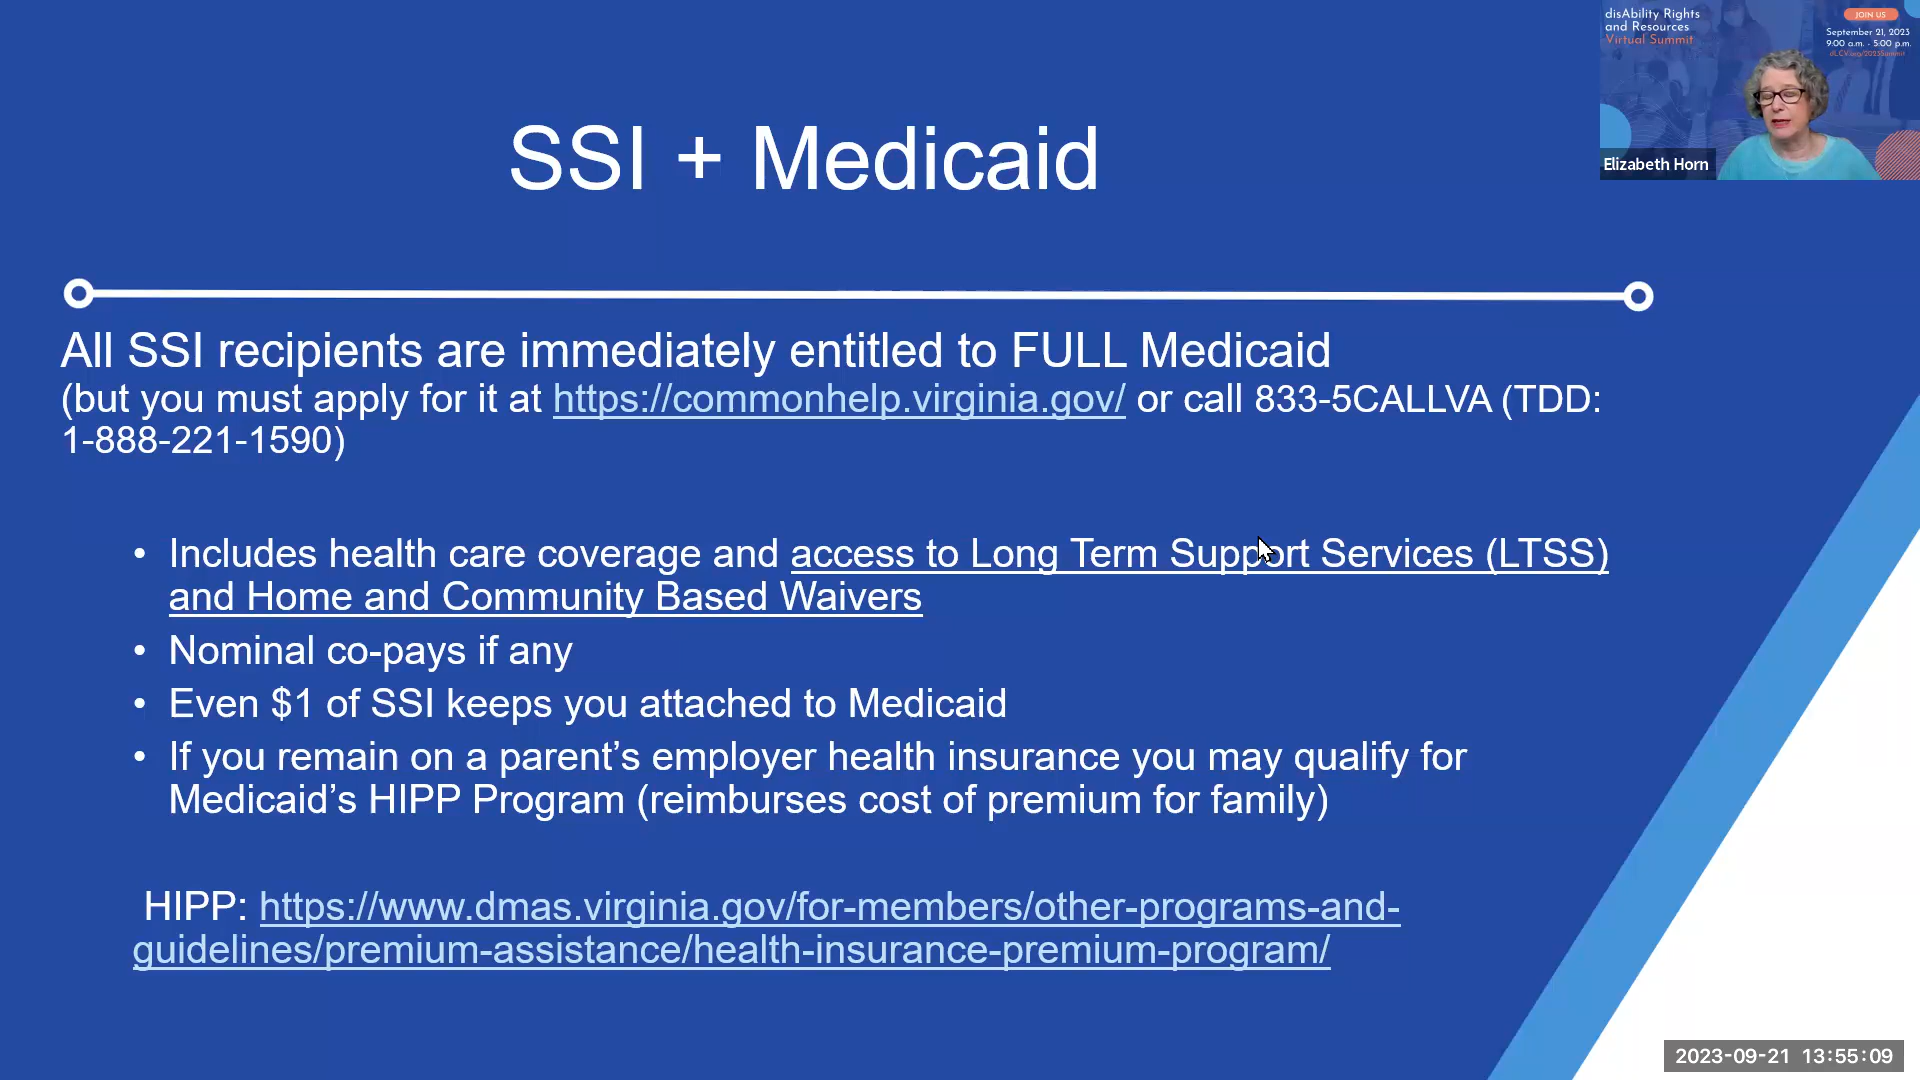 disAbility Rights
and Resources
Virtual Summit
JOIN US
September 21, 2023
9:00 a.m. - 5:00 p.m.
dLCV.org/2023Summit
Elizabeth Horn
SSI + Medicaid
All SSI recipients are immediately entitled to FULL Medicaid
(but you must apply for it at https://commonhelp.virginia.gov/ or call 833-5CALLVA (TDD:
1-888-221-1590)
• Includes health care coverage and access to Long Term Support Services (LTSS)
and Home and Community Based Waivers
• Nominal co-pays if any
• Even $1 of SSI keeps you attached to Medicaid
• If you remain on a parent’s employer health insurance you may qualify for
Medicaid’s HIPP Program (reimburses cost of premium for family)
HIPP: https://www.dmas.virginia.gov/for-members/other-programs-and-
guidelines/premium-assistance/health-insurance-premium-program/
2023-09-21 13:55:09